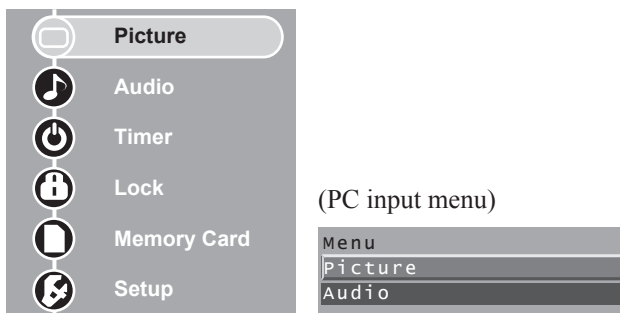 Picture
Audio
Timer
Lock
Memory Card
Setup
(PC input menu)
Menu
Picture
Audio